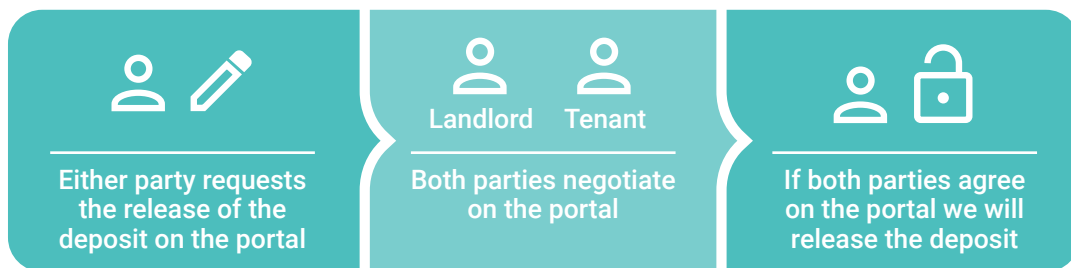 Either party requests
the release of the
deposit on the portal
Landlord
Tenant
Both parties negotiate
on the portal
If both parties agree
on the portal we will
release the deposit